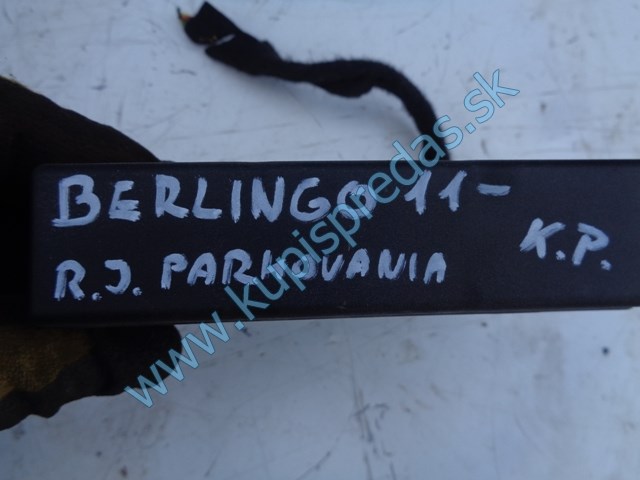 BERLINGO 11-
R.J. PARKOVANIA
K.P.
www.kupispredas.sk